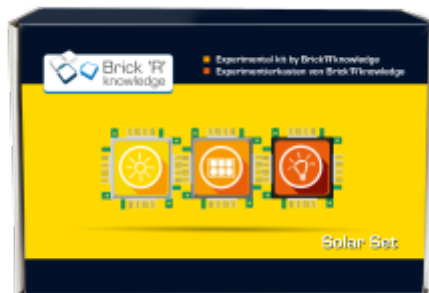 Brick 'R'
knowledge
Experimental kit by Brick'R'knowledge
Experimentierkasten von Brick'R'knowledge
Solar Set